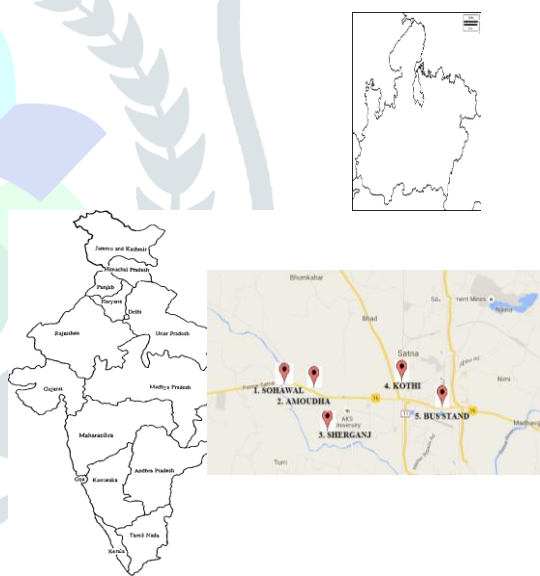 Jammu and Kashmir
Himachal Pradesh
Punjab
Haryana
Delhi
Rajasthan
Uttar Pradesh
Gujarat
Madhya Pradesh
Maharasthra
Andhra Pradesh
Goa
Karnataka
Tamil Nadu
Kerala
Bhumkahar
Bhad
Satna
Nimi
1. SOHAWAL
2. AMOUDHA
3. SHERGANJ
4. KOTHI
5. BUS STAND
AKS
University
Turri